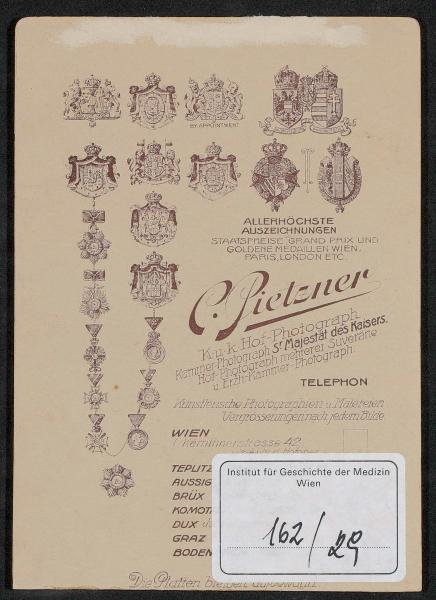 BY APPOINTMENT
ALLERHÖCHSTE
AUSZEICHNUNGEN
STAATSPREISE, GRAND PRIX UND
GOLDENE MEDAILLEN WIEN,
PARIS, LONDON ETC.
C. Pietzner
K. u. k. Hof-Photograph
Kammer-Photograph Sr Majestät des Kaisers.
Hof-Photograph mehrerer Suveräne
u. Erzh. Kammer-Photograph.
TELEPHON
Künstlerische Photographien u. Malereien
Vergrösserungen nach jedem Bilde
WIEN
Kärnthnerstrasse 42
TEPLITZ
AUSSIG
BRÜX
KOMOTA
DUX
GRAZ
BODEN
Institut für Geschichte der Medizin
Wien
162/29
Die Platten bleiben aufbewahrt